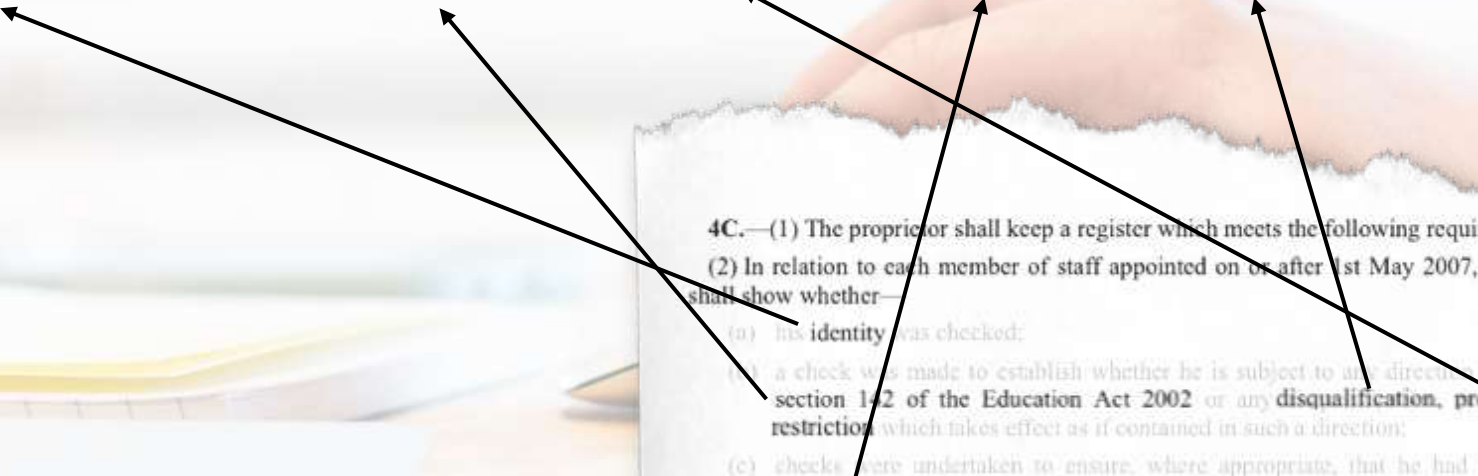 4C.—(1) The proprietor shall keep a register which meets the following requi
(2) In relation to each member of staff appointed on or after 1st May 2007,
shall show whether—
(a) his identity was checked;
(b) a check was made to establish whether he is subject to any direction
section 142 of the Education Act 2002 or any disqualification, pr
restriction which takes effect as if contained in such a direction;
(c) checks were undertaken to ensure, where appropriate, that he had